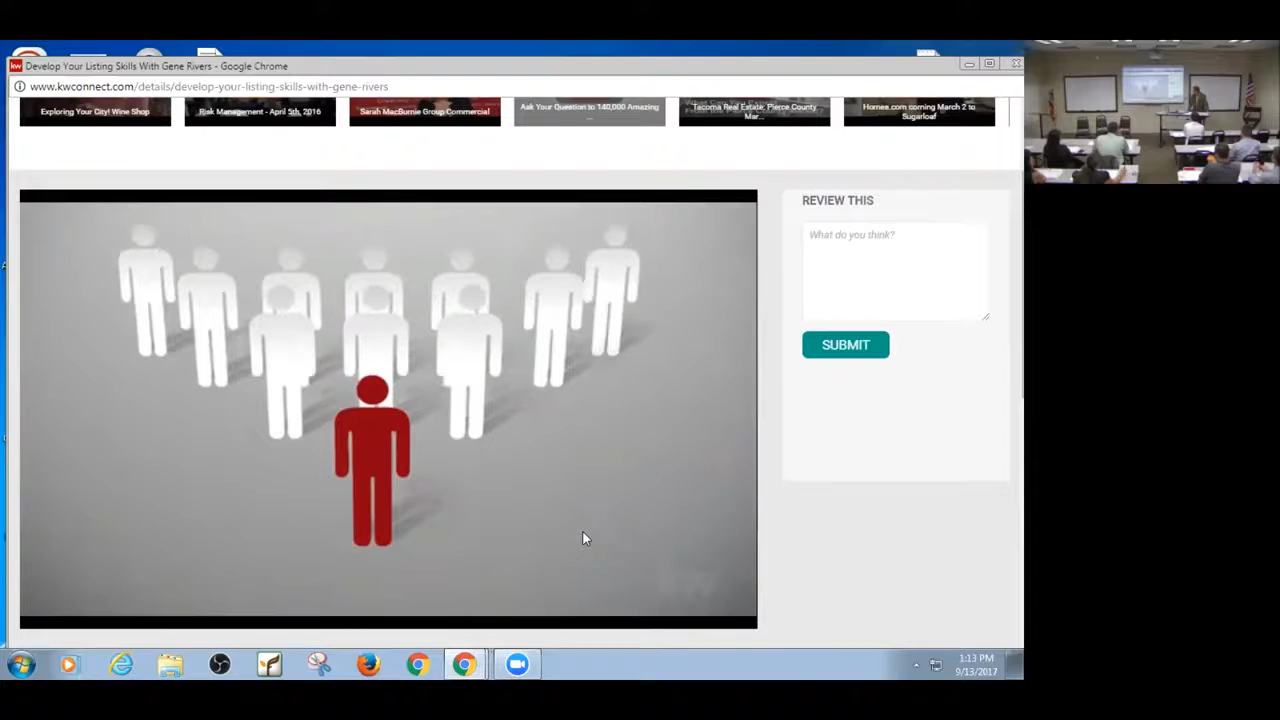 kw Develop Your Listing Skills With Gene Rivers - Google Chrome
www.kwconnect.com/details/develop-your-listing-skills-with-gene-rivers
Exploring Your City! Wine Shop
Risk Management - April 5th, 2016
Sarah MacBurnie Group Commercial
Ask Your Question to 140,000 Amazing
...
Tacoma Real Estate: Pierce County
Mar...
Homes.com coming March 2 to
Sugarloaf
REVIEW THIS
What do you think?
SUBMIT
kw
1:13 PM
9/13/2017